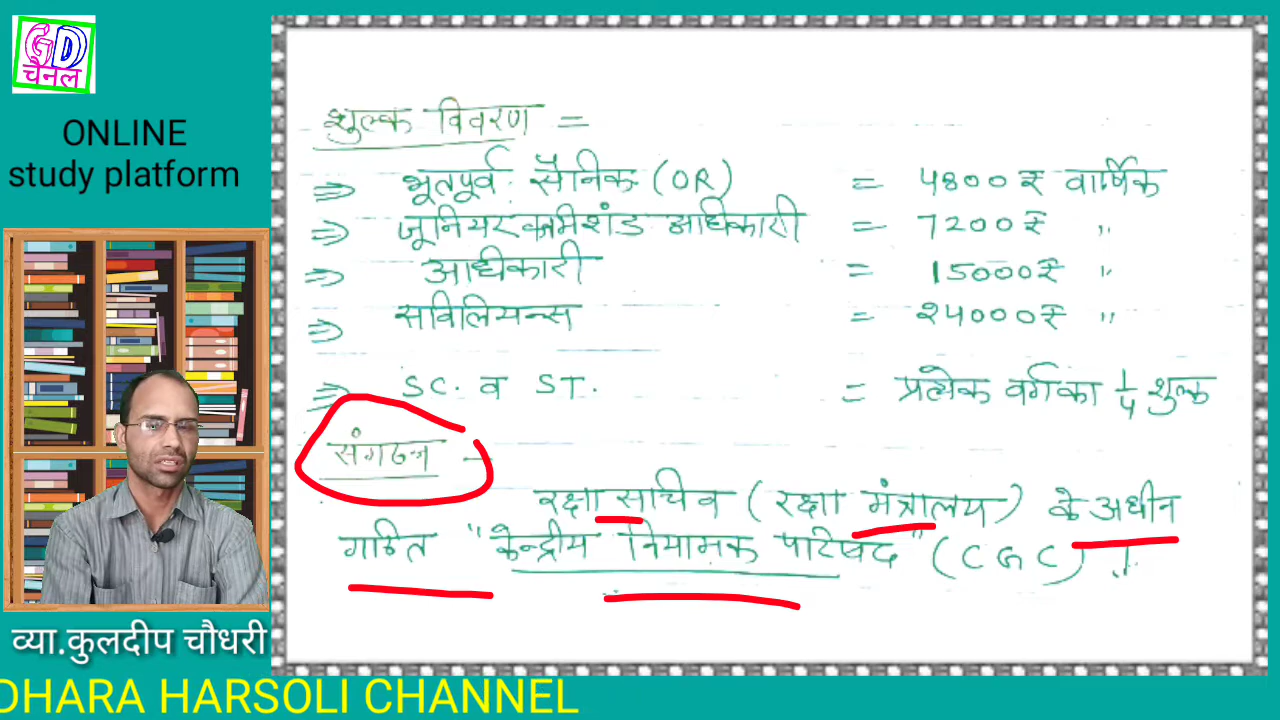 GD
चैनल
ONLINE
study platform
शुल्क विवरण =
⇒ भूतपूर्व सैनिक (OR) = 4800₹ वार्षिक
⇒ जूनियर कमिशंड अधिकारी = 7200₹ "
⇒ अधिकारी = 15000₹ "
⇒ सविलियन्स = 24000₹ "
⇒ SC. व ST. = प्रत्येक वर्ग का 1/4 शुल्क
संगठन -
रक्षा सचिव (रक्षा मंत्रालय) के अधीन
गठित "केन्द्रीय नियामक परिषद" (CGC) ।
व्या.कुलदीप चौधरी
DHARA HARSOLI CHANNEL